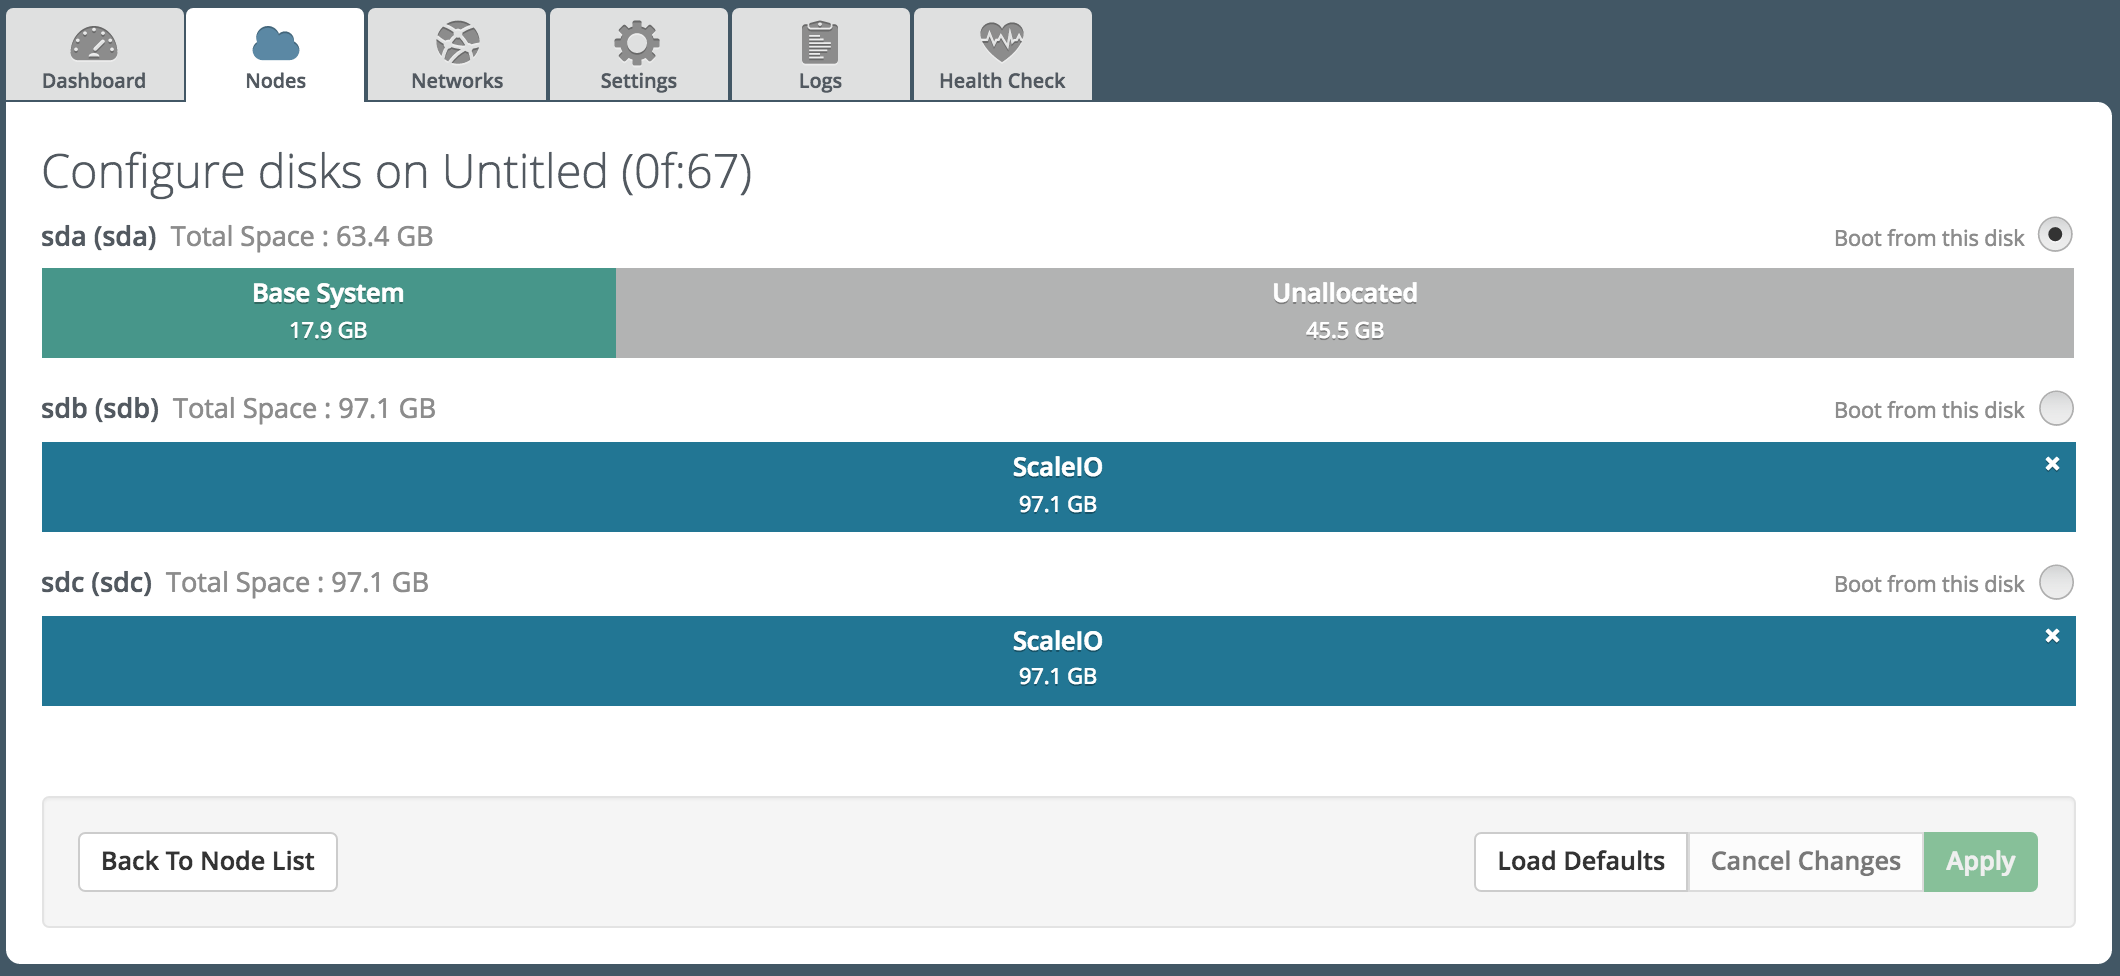 Dashboard
Nodes
Networks
Settings
Logs
Health Check
Configure disks on Untitled (0f:67)
sda (sda) Total Space : 63.4 GB
Boot from this disk
Base System
17.9 GB
Unallocated
45.5 GB
sdb (sdb) Total Space : 97.1 GB
Boot from this disk
ScaleIO
97.1 GB
sdc (sdc) Total Space : 97.1 GB
Boot from this disk
ScaleIO
97.1 GB
Back To Node List
Load Defaults
Cancel Changes
Apply